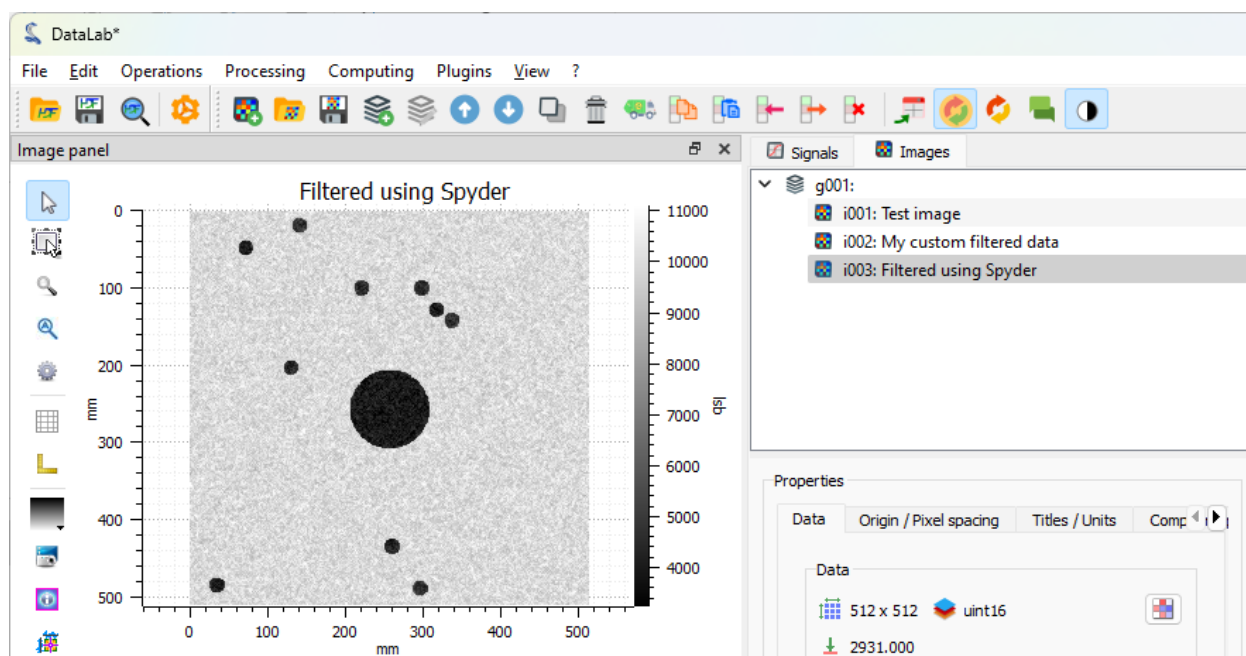 DataLab*
File Edit Operations Processing Computing Plugins View ?
Image panel
Signals Images
Filtered using Spyder
g001:
i001: Test image
i002: My custom filtered data
i003: Filtered using Spyder
0
100
200
300
400
500
mm
0 100 200 300 400 500
mm
11000
10000
9000
8000
7000
6000
5000
4000
lsb
Properties
Data Origin / Pixel spacing Titles / Units
Data
512 x 512 uint16
2931.000